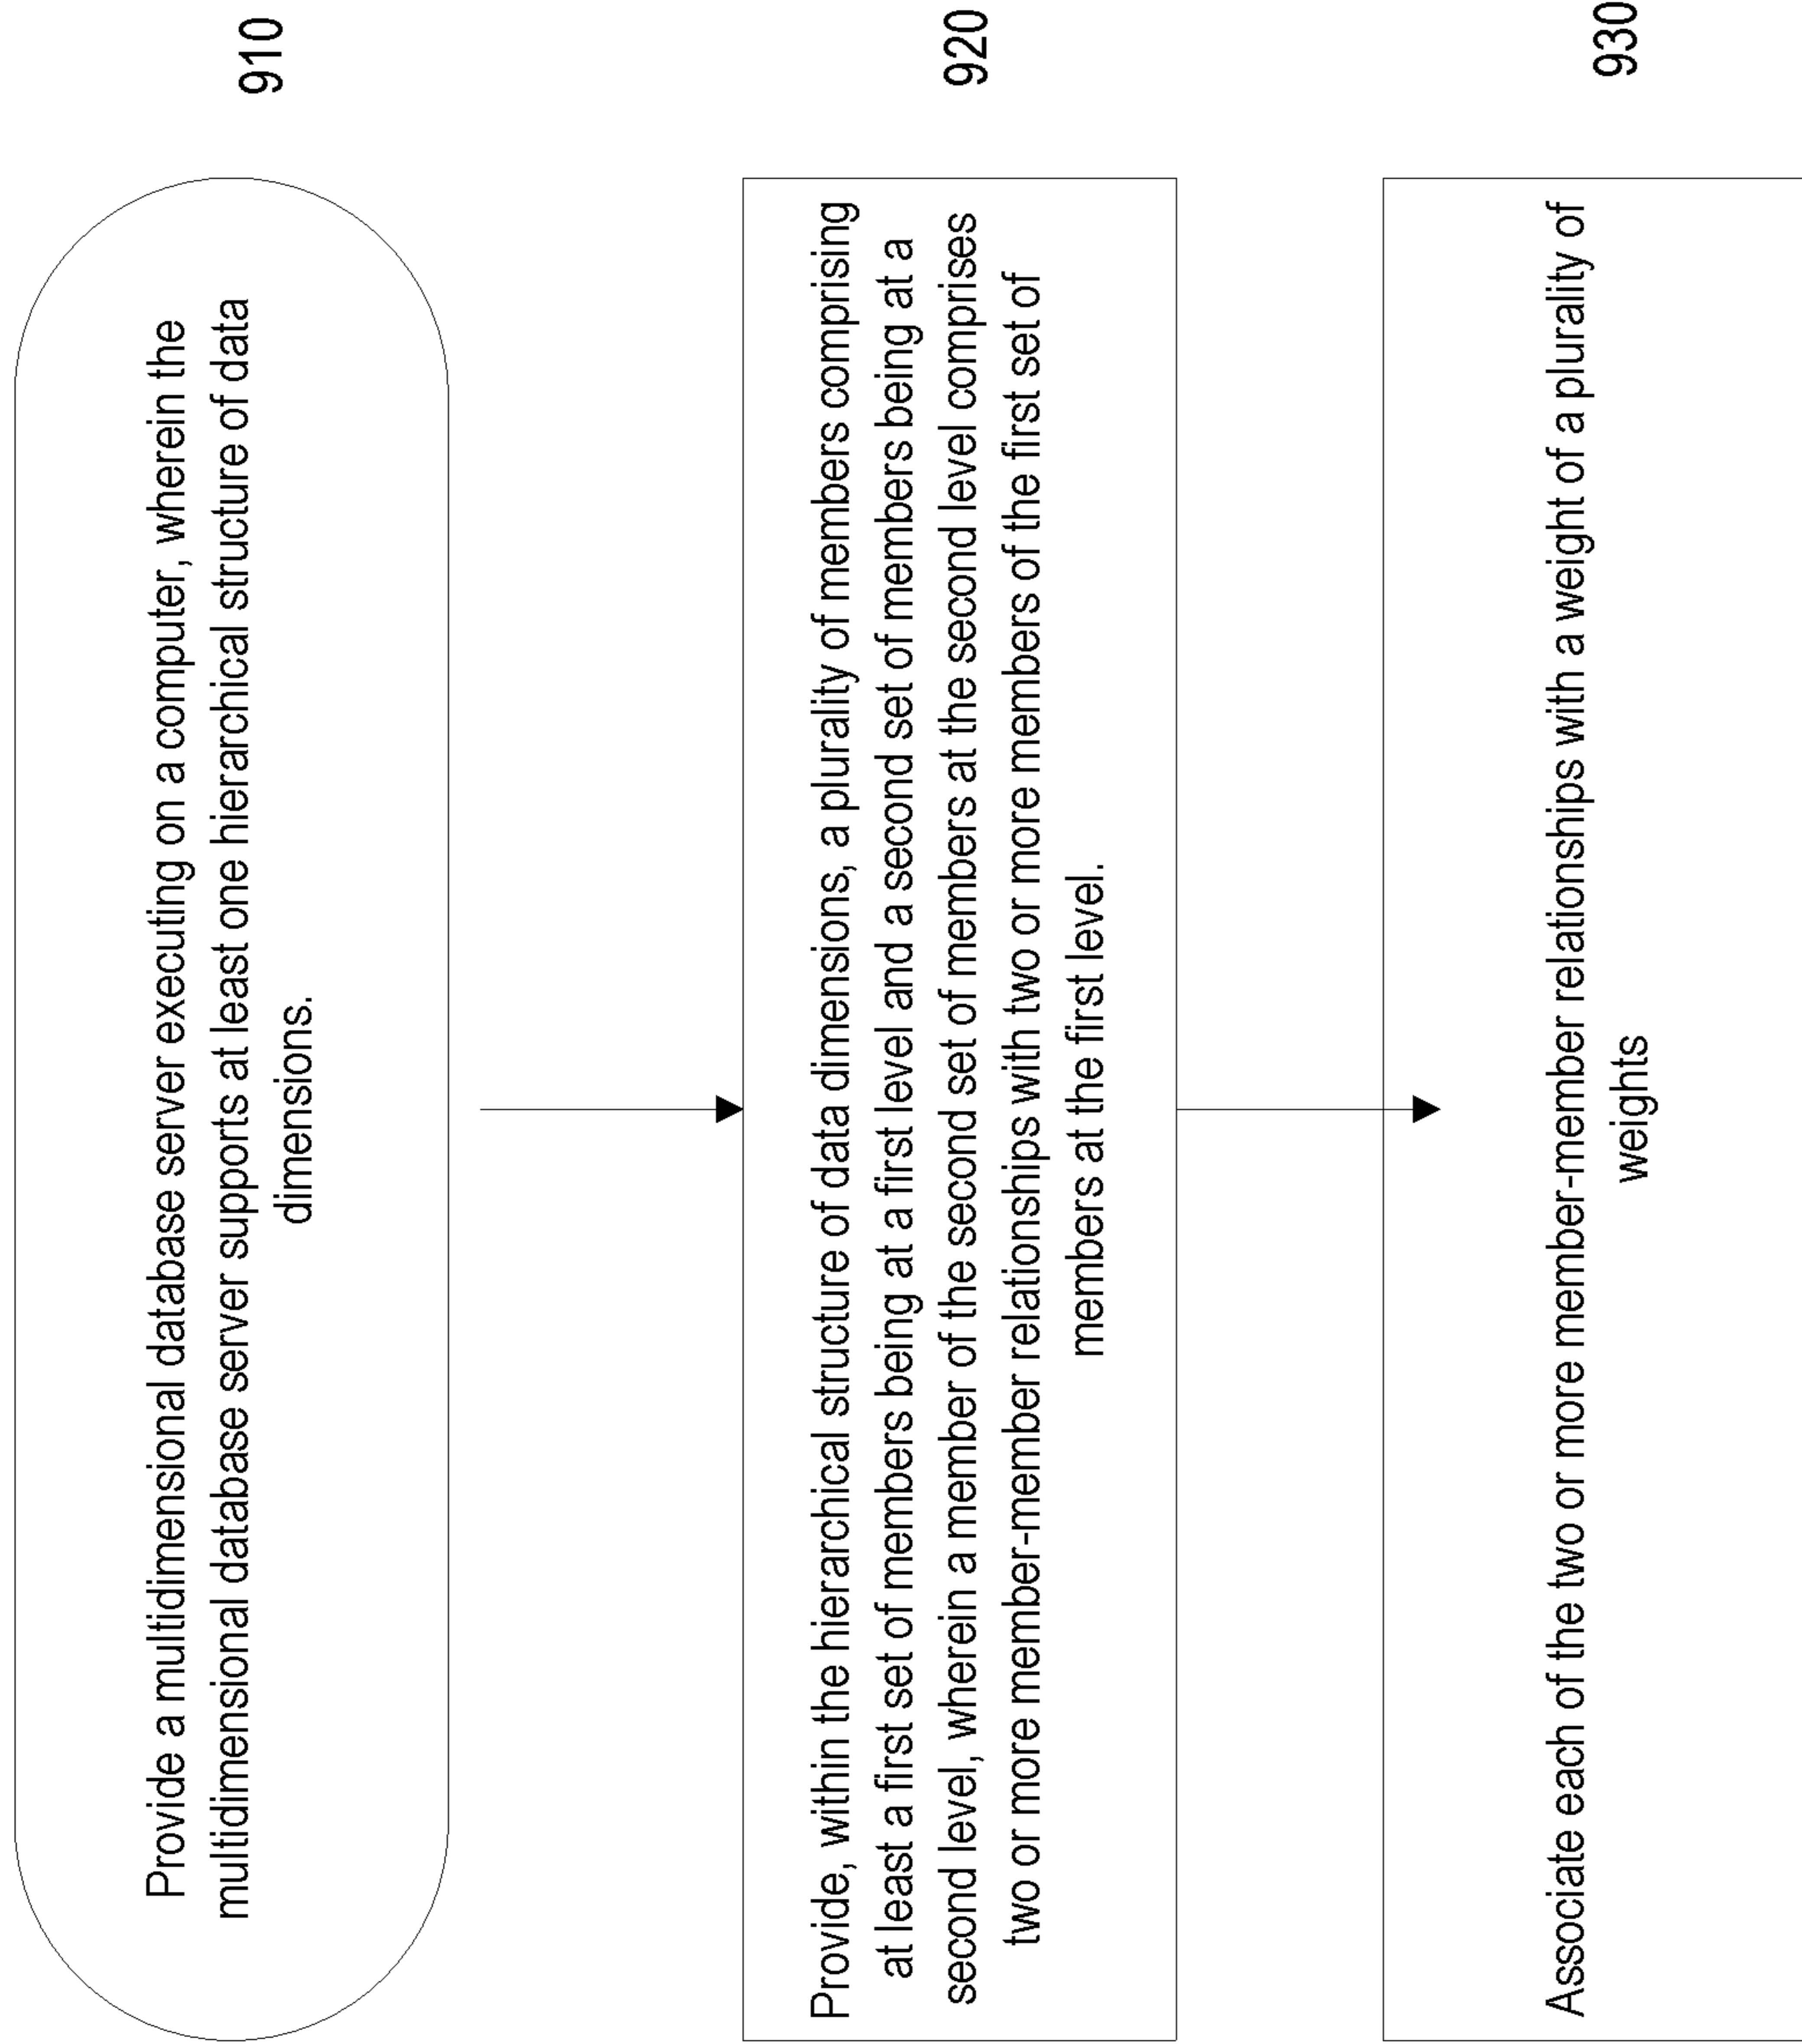 Provide a multidimensional database server executing on a computer, wherein the
multidimensional database server supports at least one hierarchical structure of data
dimensions.
910
Provide, within the hierarchical structure of data dimensions, a plurality of members comprising
at least a first set of members being at a first level and a second set of members being at a
second level, wherein a member of the second set of members at the second level comprises
two or more member-member relationships with two or more members of the first set of
members at the first level.
920
Associate each of the two or more member-member relationships with a weight of a plurality of
weights
930